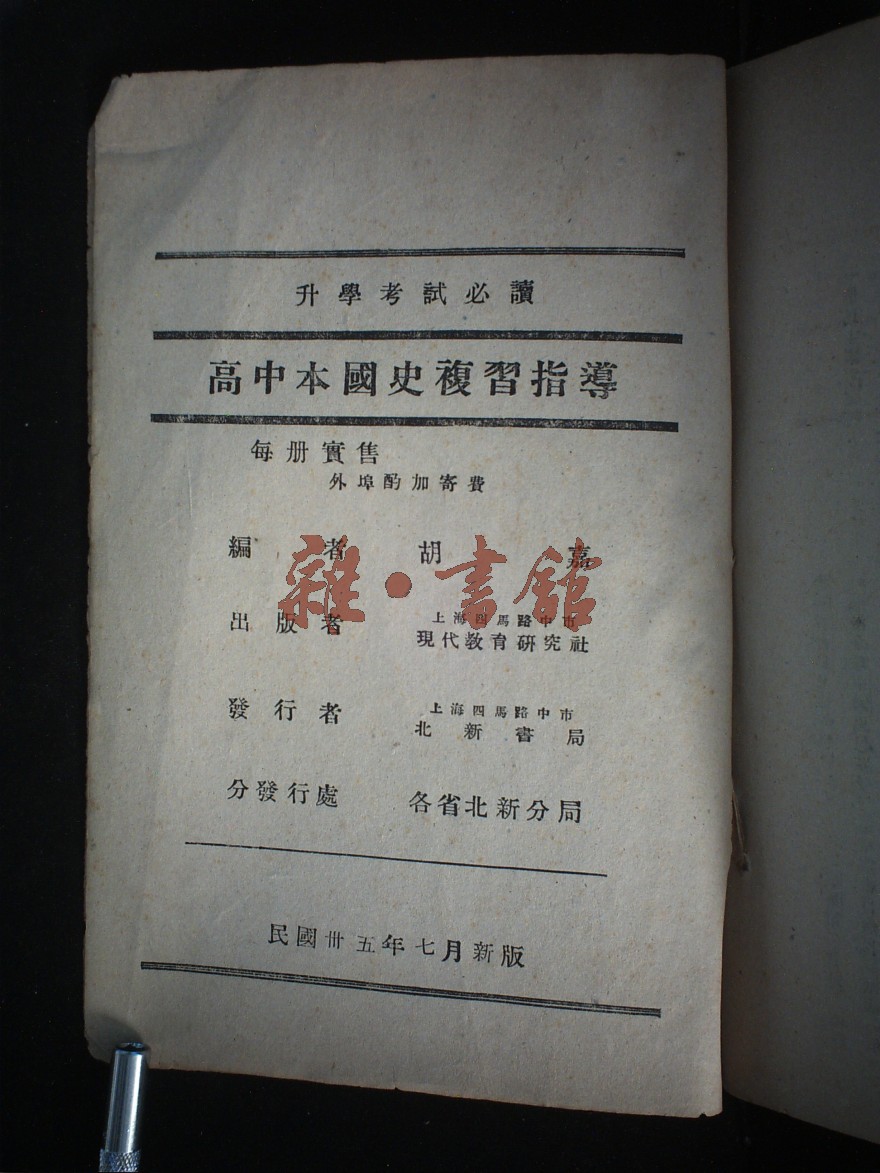 升學考試必讀
高中本國史複習指導
每册實售
外埠酌加寄費
編者 胡嘉
出版者 上海四馬路中市
現代教育研究社
發行者 上海四馬路中市
北新書局
分發行處 各省北新分局
民國卅五年七月新版
雜·書館